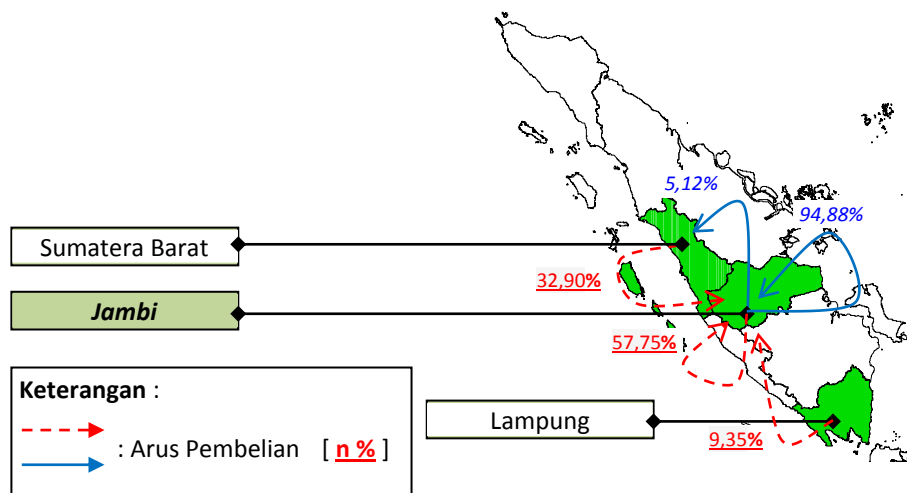 5,12%
94,88%
Sumatera Barat
32,90%
Jambi
57,75%
Keterangan :
: Arus Pembelian [ n % ]
Lampung
9,35%